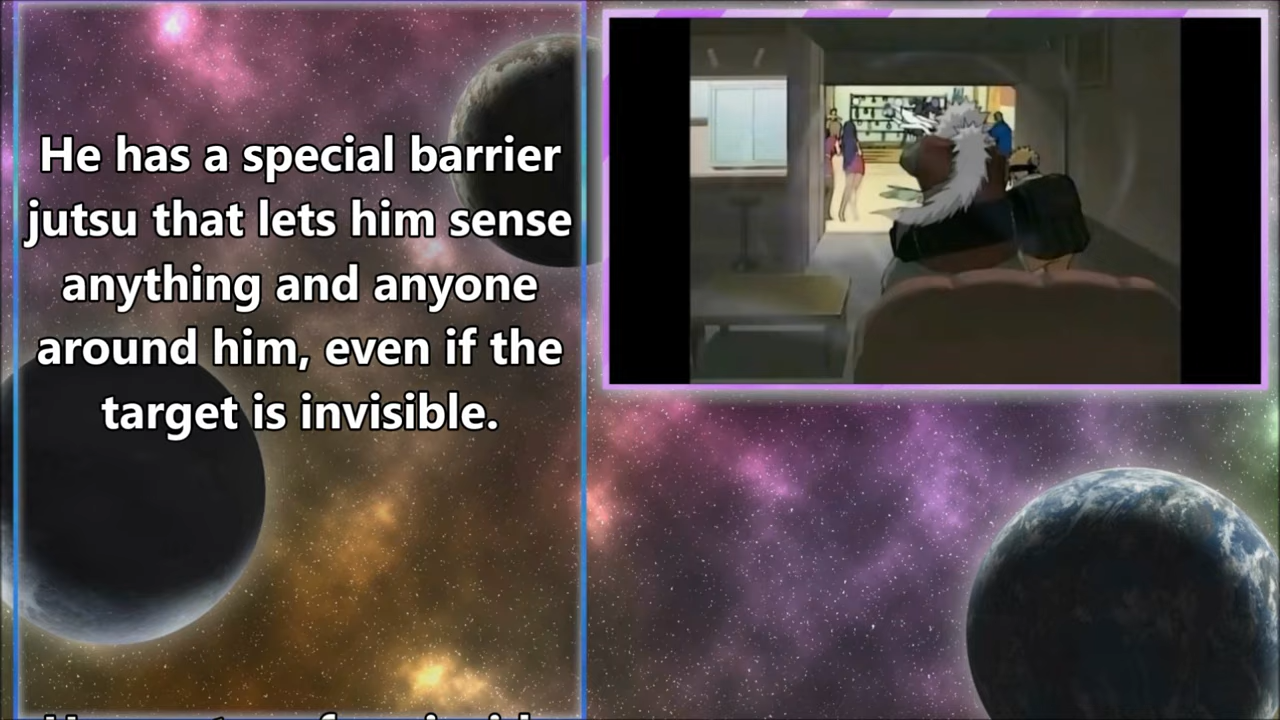 He has a special barrier
jutsu that lets him sense
anything and anyone
around him, even if the
target is invisible.